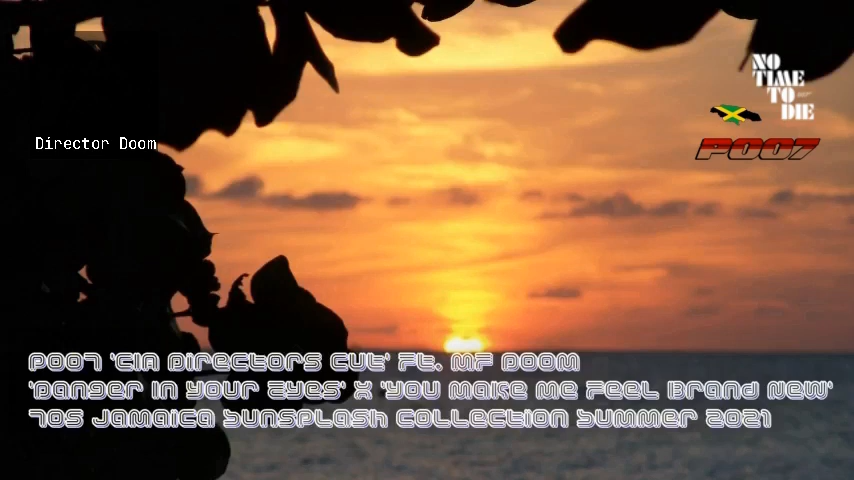 NO
TIME
TO
DIE
P007
Director Doom
P007 'CIA Directors Cut' Ft. MF DOOM
'Danger In Your Eyes' X 'You Make Me Feel Brand New'
70s Jamaica Sunsplash Collection Summer 2021